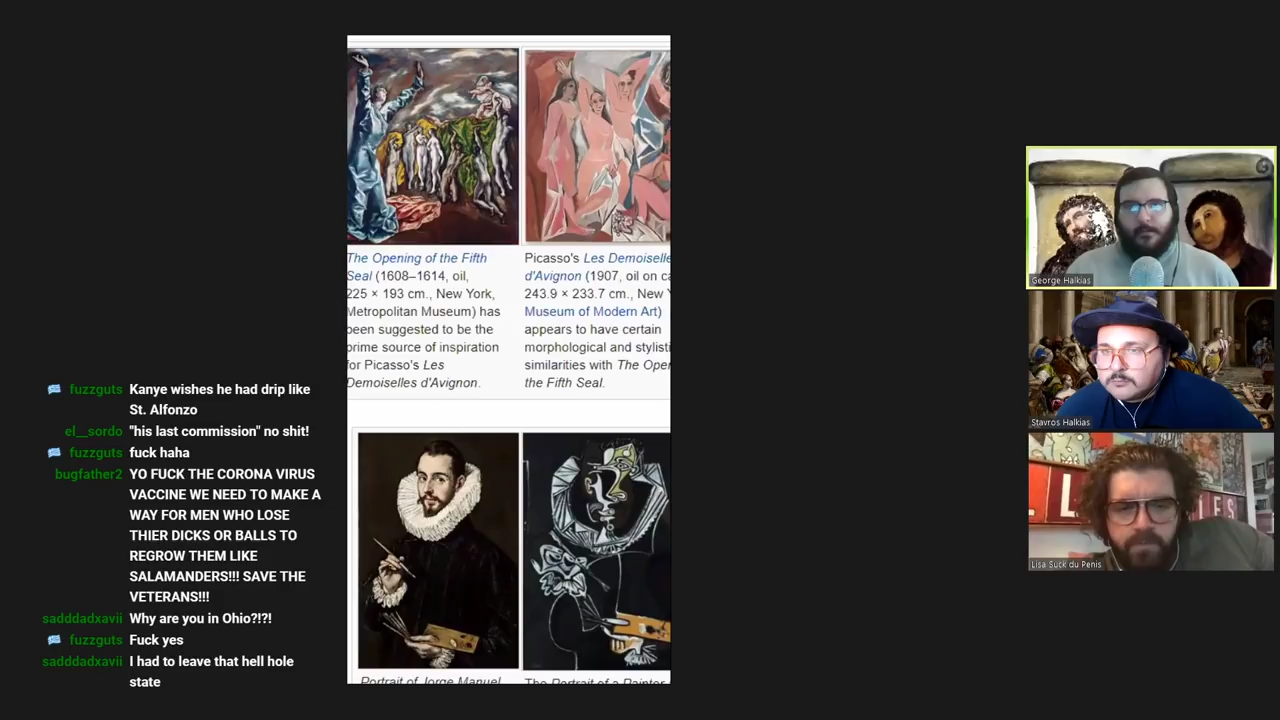 fuzzguts Kanye wishes he had drip like
St. Alfonzo
el__sordo "his last commission" no shit!
fuzzguts fuck haha
bugfather2 YO FUCK THE CORONA VIRUS
VACCINE WE NEED TO MAKE A
WAY FOR MEN WHO LOSE
THIER DICKS OR BALLS TO
REGROW THEM LIKE
SALAMANDERS!!! SAVE THE
VETERANS!!!
sadddadxavii Why are you in Ohio?!?!
fuzzguts Fuck yes
sadddadxavii I had to leave that hell hole
state
The Opening of the Fifth
Seal (1608–1614, oil,
225 × 193 cm., New York,
Metropolitan Museum) has
been suggested to be the
prime source of inspiration
for Picasso's Les
Demoiselles d'Avignon.
Picasso's Les Demoiselle
d'Avignon (1907, oil on ca
243.9 × 233.7 cm., New Y
Museum of Modern Art)
appears to have certain
morphological and stylisti
similarities with The Oper
the Fifth Seal.
Portrait of Jorge Manuel
The Portrait of a Painter
George Halkias
Stavros Halkias
Lisa Suck du Penis